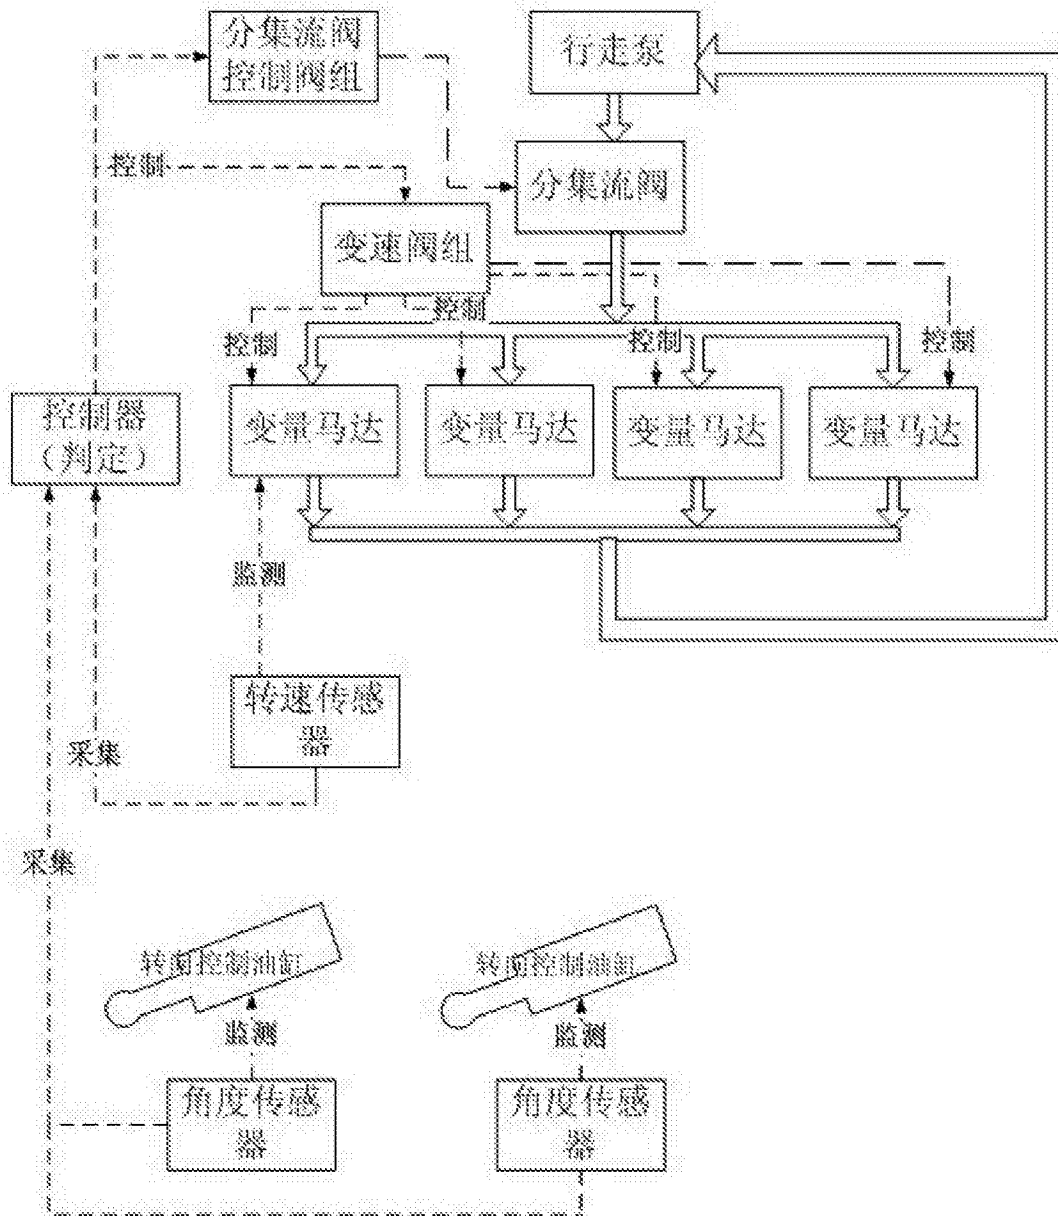 分集流阀
控制阀组
行走泵
控制
分集流阀
变速阀组
控制
控制
控制
控制
控制器
（判定）
变量马达
变量马达
变量马达
变量马达
监测
转速传感
器
采集
采集
转向控制油缸
转向控制油缸
监测
监测
角度传感
器
角度传感
器